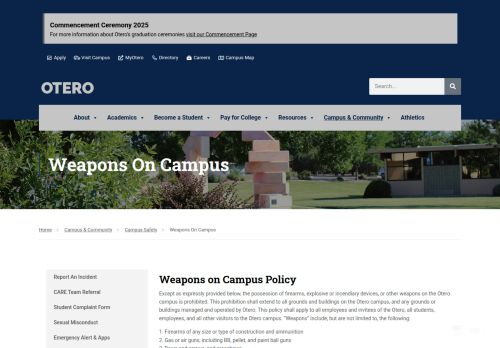 Commencement Ceremony 2025
For more information about Otero's graduation ceremonies visit our Commencement Page
Apply Visit Campus MyOtero Directory Careers Campus Map
OTERO
Search...
About Academics Become a Student Pay for College Resources Campus & Community Athletics
Weapons On Campus
Home Campus & Community Campus Safety Weapons On Campus
Report An Incident
CARE Team Referral
Student Complaint Form
Sexual Misconduct
Emergency Alert & Apps
Weapons on Campus Policy
Except as expressly provided below, the possession of firearms, explosive or incendiary devices, or other weapons on the Otero
campus is prohibited. This prohibition shall extend to all grounds and buildings on the Otero campus, and any grounds or
buildings managed and operated by Otero. This policy shall apply to all employees and invitees of the Otero, all students,
employees, and all other visitors to the Otero campus. "Weapons" include, but are not limited to, the following:
1. Firearms of any size or type of construction and ammunition
2. Gas or air guns, including BB, pellet, and paint ball guns